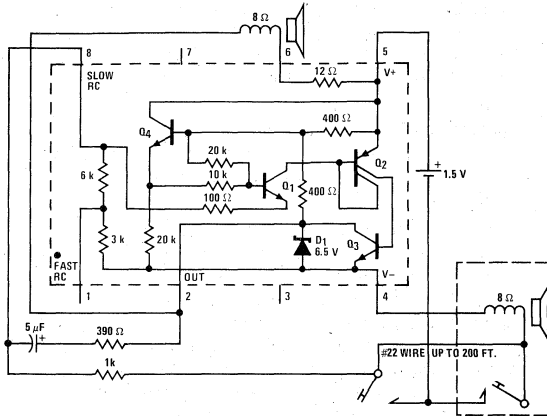 8 Ω
8
7
6
5
SLOW
RC
12 Ω
V+
Q4
400 Ω
20 k
Q2
6 k
10 k
Q1
400 Ω
+
1.5 V
100 Ω
3 k
20 k
D1
6.5 V
Q3
FAST
RC
OUT
V−
1
2
3
4
8 Ω
5 μF
+
390 Ω
#22 WIRE UP TO 200 FT.
1k